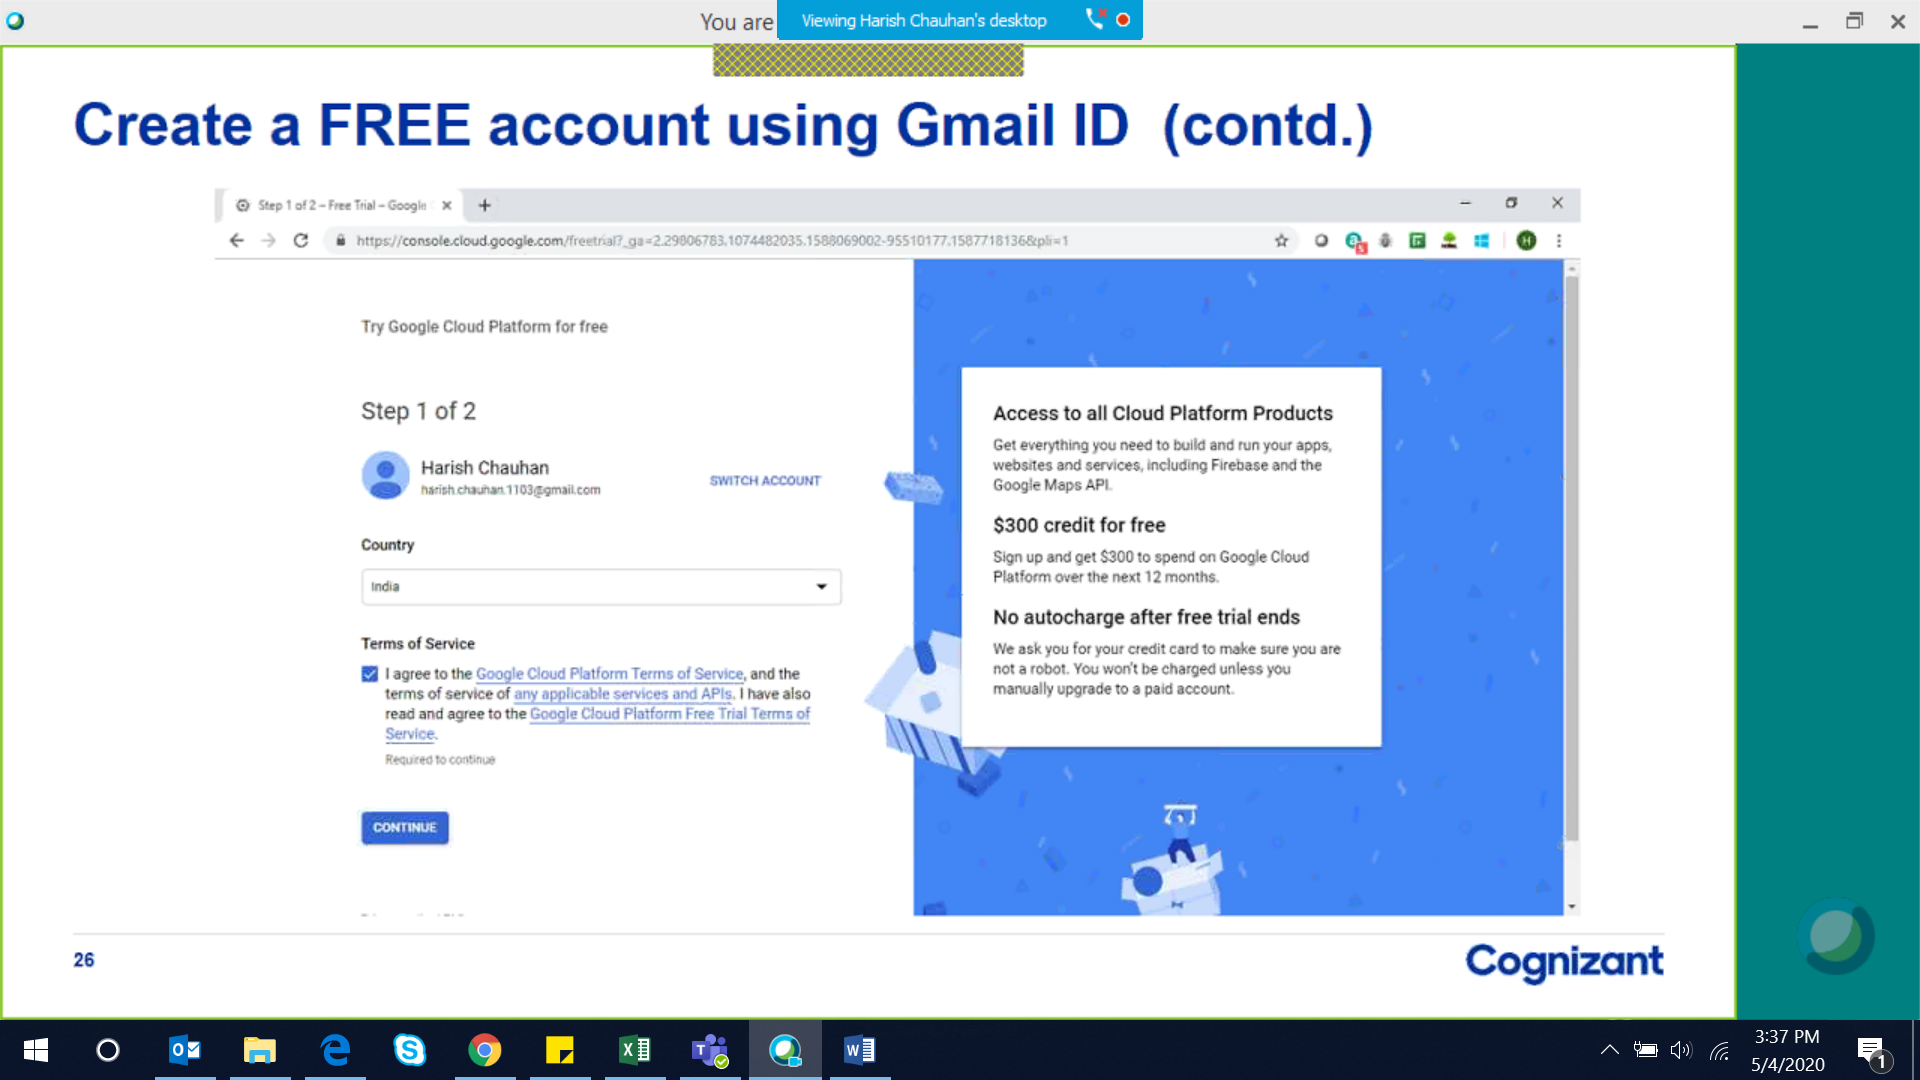 You are
Viewing Harish Chauhan's desktop
Create a FREE account using Gmail ID (contd.)
Step 1 of 2 – Free Trial – Google
https://console.cloud.google.com/freetrial?_ga=2.29806783.1074482035.1588069002-95510177.1587718136&pli=1
H
Try Google Cloud Platform for free
Step 1 of 2
Harish Chauhan
harish.chauhan.1103@gmail.com
SWITCH ACCOUNT
Country
India
Terms of Service
I agree to the Google Cloud Platform Terms of Service, and the
terms of service of any applicable services and APIs. I have also
read and agree to the Google Cloud Platform Free Trial Terms of
Service.
Required to continue
CONTINUE
Access to all Cloud Platform Products
Get everything you need to build and run your apps,
websites and services, including Firebase and the
Google Maps API.
$300 credit for free
Sign up and get $300 to spend on Google Cloud
Platform over the next 12 months.
No autocharge after free trial ends
We ask you for your credit card to make sure you are
not a robot. You won't be charged unless you
manually upgrade to a paid account.
26
Cognizant
3:37 PM
5/4/2020
1